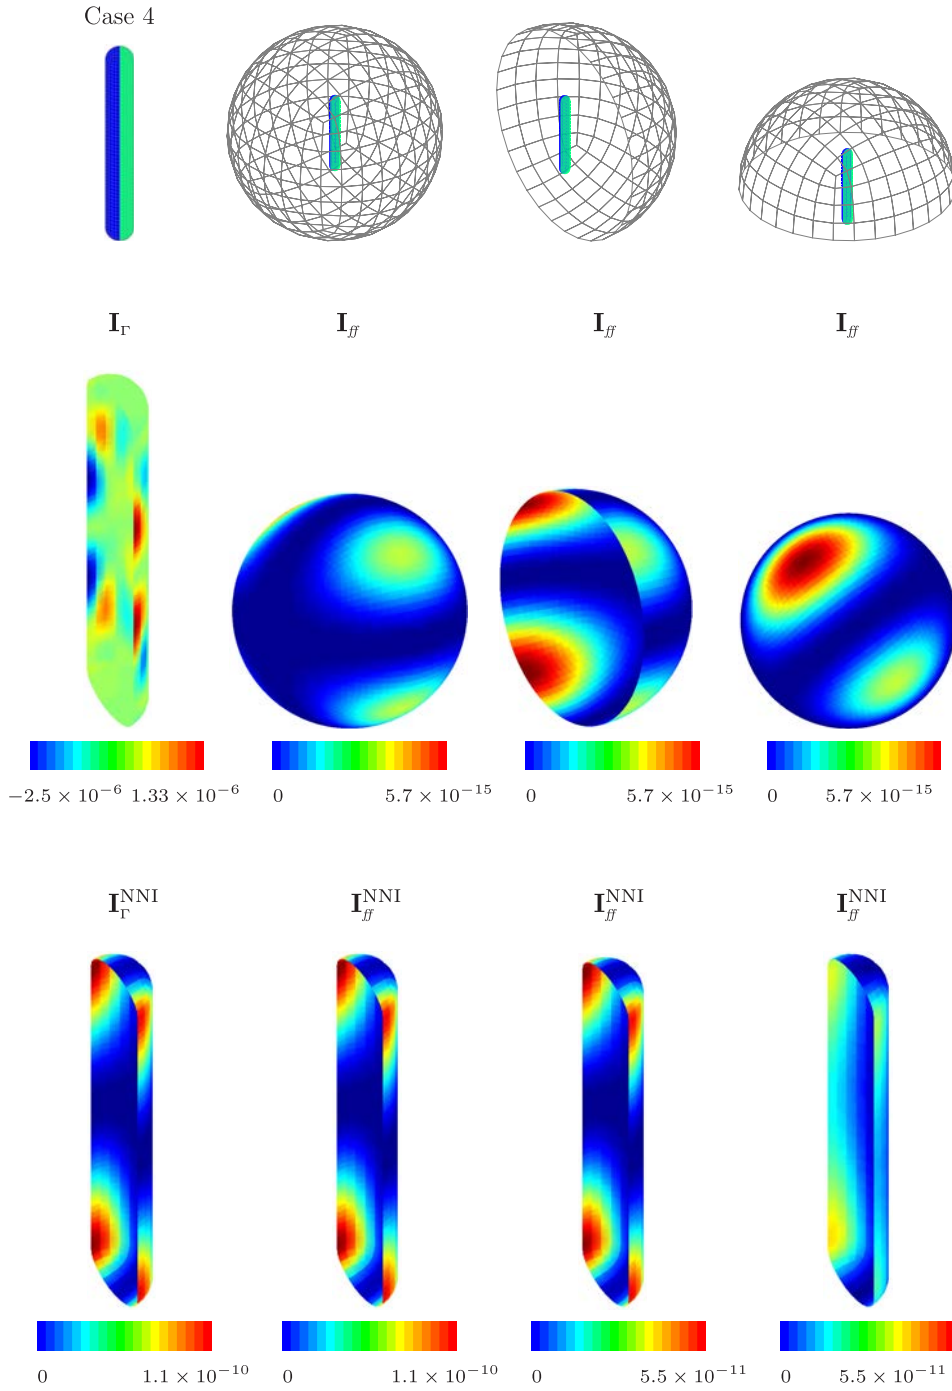 Case 4
I_Γ I_ff I_ff I_ff
−2.5 × 10^−6 1.33 × 10^−6 0 5.7 × 10^−15 0 5.7 × 10^−15 0 5.7 × 10^−15
I_Γ^NNI I_ff^NNI I_ff^NNI I_ff^NNI
0 1.1 × 10^−10 0 1.1 × 10^−10 0 5.5 × 10^−11 0 5.5 × 10^−11